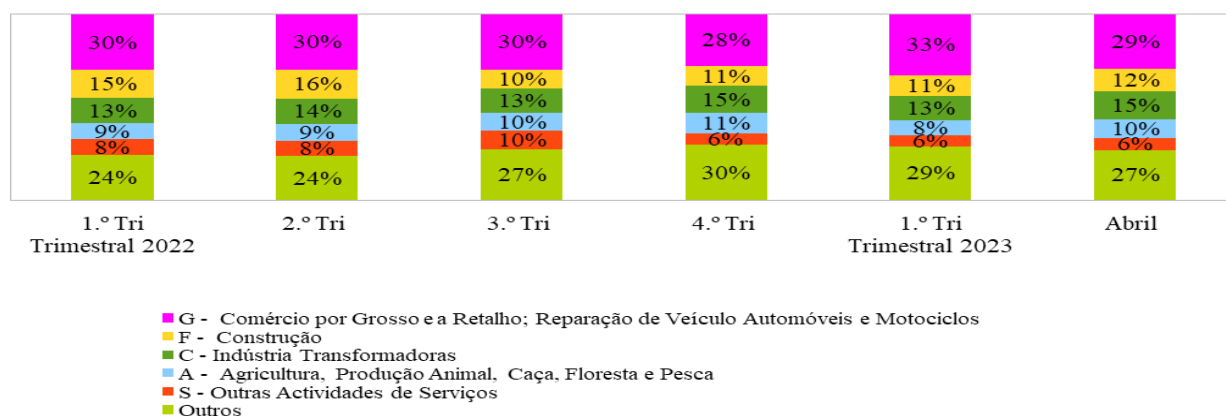 30% 30% 30% 28% 33% 29%
15% 16% 10% 11% 11% 12%
13% 14% 13% 15% 13% 15%
9% 9% 10% 11% 8% 10%
8% 8% 10% 6% 6% 6%
24% 24% 27% 30% 29% 27%
1.º Tri 2.º Tri 3.º Tri 4.º Tri 1.º Tri Abril
Trimestral 2022 Trimestral 2023
G - Comércio por Grosso e a Retalho; Reparação de Veículo Automóveis e Motociclos
F - Construção
C - Indústria Transformadoras
A - Agricultura, Produção Animal, Caça, Floresta e Pesca
S - Outras Actividades de Serviços
Outros